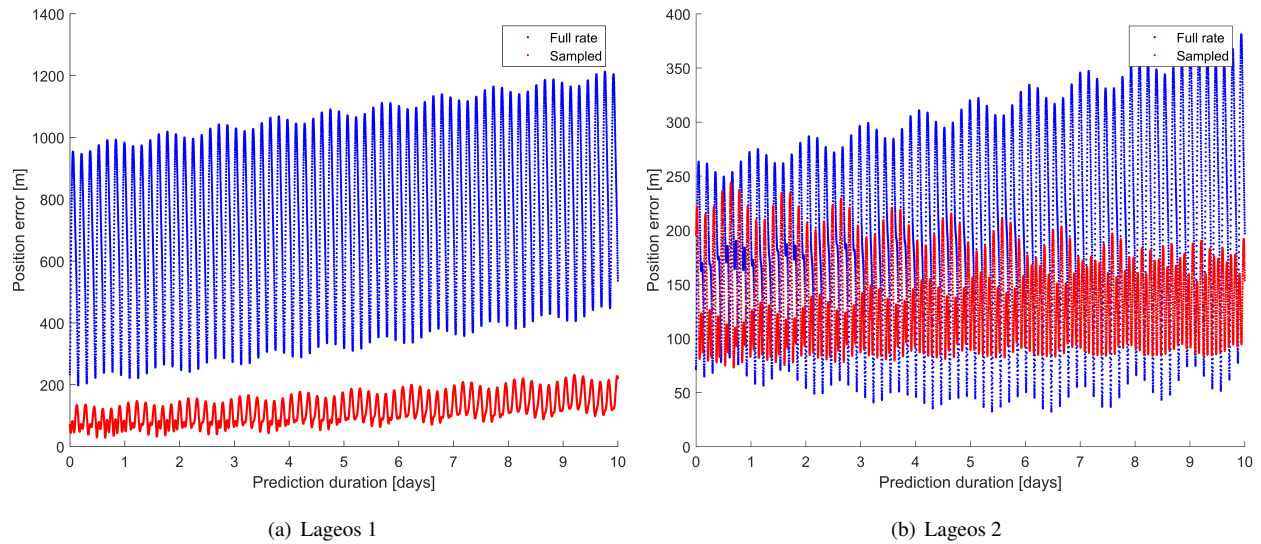 1400
1200
1000
800
600
400
200
0
Position error [m]
Full rate
Sampled
0 1 2 3 4 5 6 7 8 9 10
Prediction duration [days]
(a) Lageos 1
400
350
300
250
200
150
100
50
0
Position error [m]
Full rate
Sampled
0 1 2 3 4 5 6 7 8 9 10
Prediction duration [days]
(b) Lageos 2